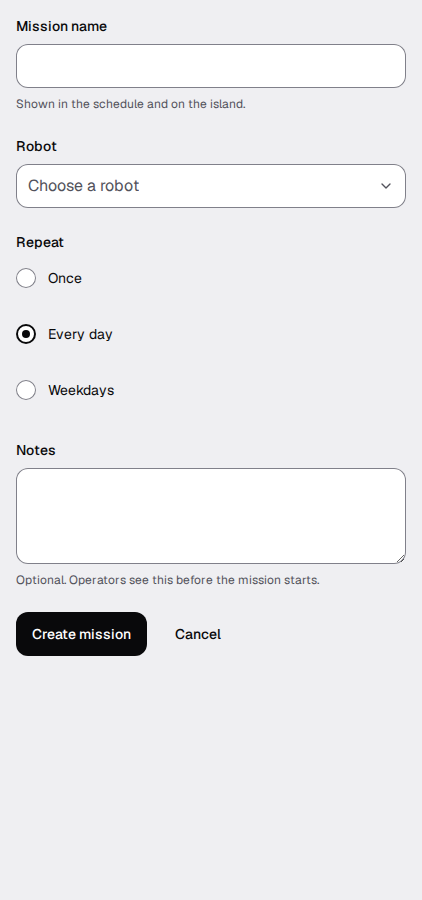 Mission name
Shown in the schedule and on the island.
Robot
Choose a robot
Repeat
Once
Every day
Weekdays
Notes
Optional. Operators see this before the mission starts.
Create mission
Cancel